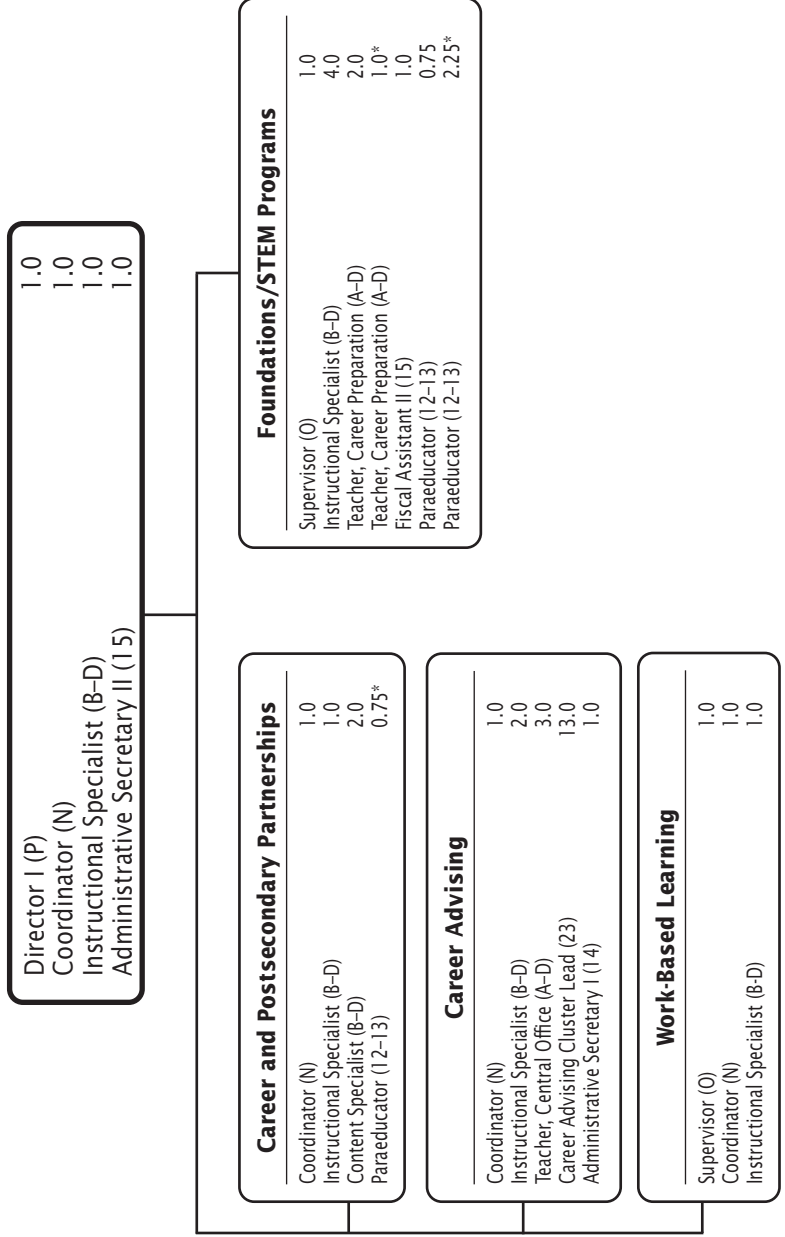 Director I (P) 1.0
Coordinator (N) 1.0
Instructional Specialist (B–D) 1.0
Administrative Secretary II (15) 1.0
Career and Postsecondary Partnerships
Coordinator (N) 1.0
Instructional Specialist (B–D) 1.0
Content Specialist (B–D) 2.0
Paraeducator (12–13) 0.75*
Career Advising
Coordinator (N) 1.0
Instructional Specialist (B–D) 2.0
Teacher, Central Office (A–D) 3.0
Career Advising Cluster Lead (23) 13.0
Administrative Secretary I (14) 1.0
Work-Based Learning
Supervisor (O) 1.0
Coordinator (N) 1.0
Instructional Specialist (B-D) 1.0
Foundations/STEM Programs
Supervisor (O) 1.0
Instructional Specialist (B–D) 4.0
Teacher, Career Preparation (A–D) 2.0
Teacher, Career Preparation (A–D) 1.0*
Fiscal Assistant II (15) 1.0
Paraeducator (12–13) 0.75
Paraeducator (12–13) 2.25*